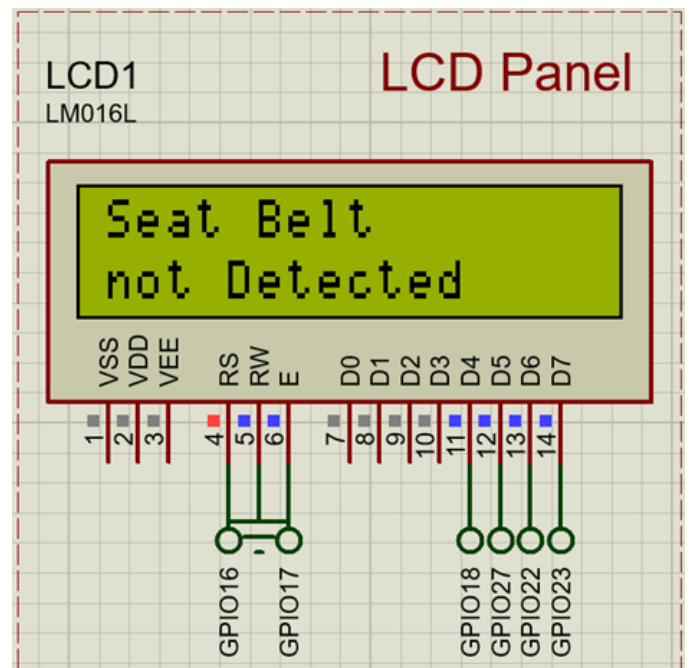 LCD1
LCD Panel
LM016L
Seat Belt
not Detected
VSS VDD VEE RS RW E D0 D1 D2 D3 D4 D5 D6 D7
1 2 3 4 5 6 7 8 9 10 11 12 13 14
GPIO16 GPIO17 GPIO18 GPIO27 GPIO22 GPIO23